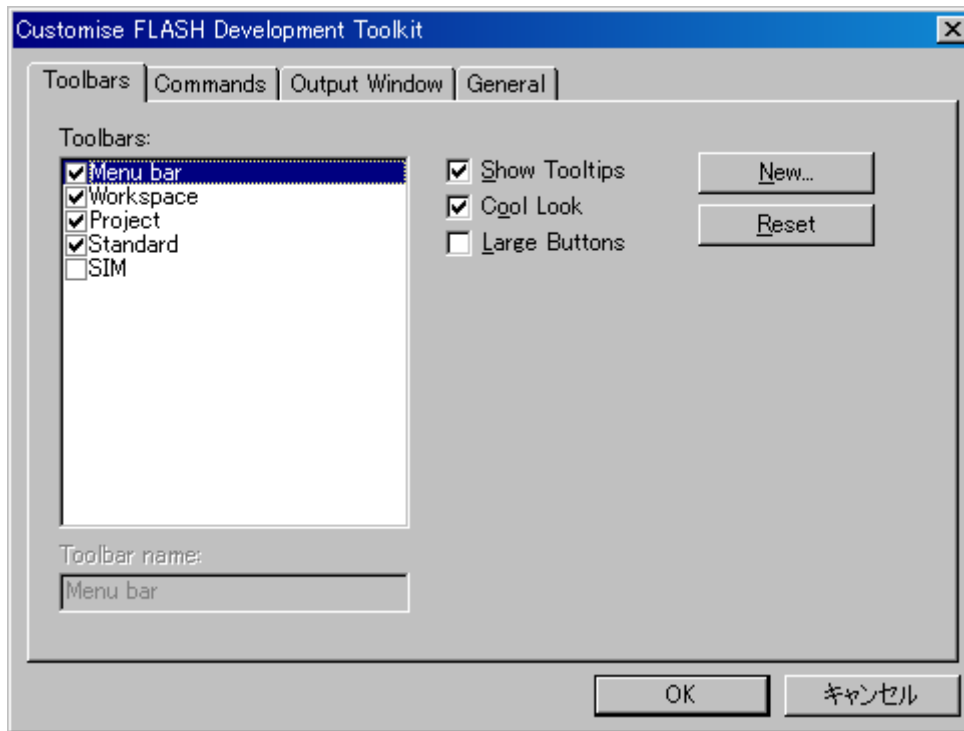 Customise FLASH Development Toolkit
Toolbars Commands Output Window General
Toolbars:
Menu bar
Workspace
Project
Standard
SIM
Show Tooltips
Cool Look
Large Buttons
New...
Reset
Toolbar name:
Menu bar
OK キャンセル